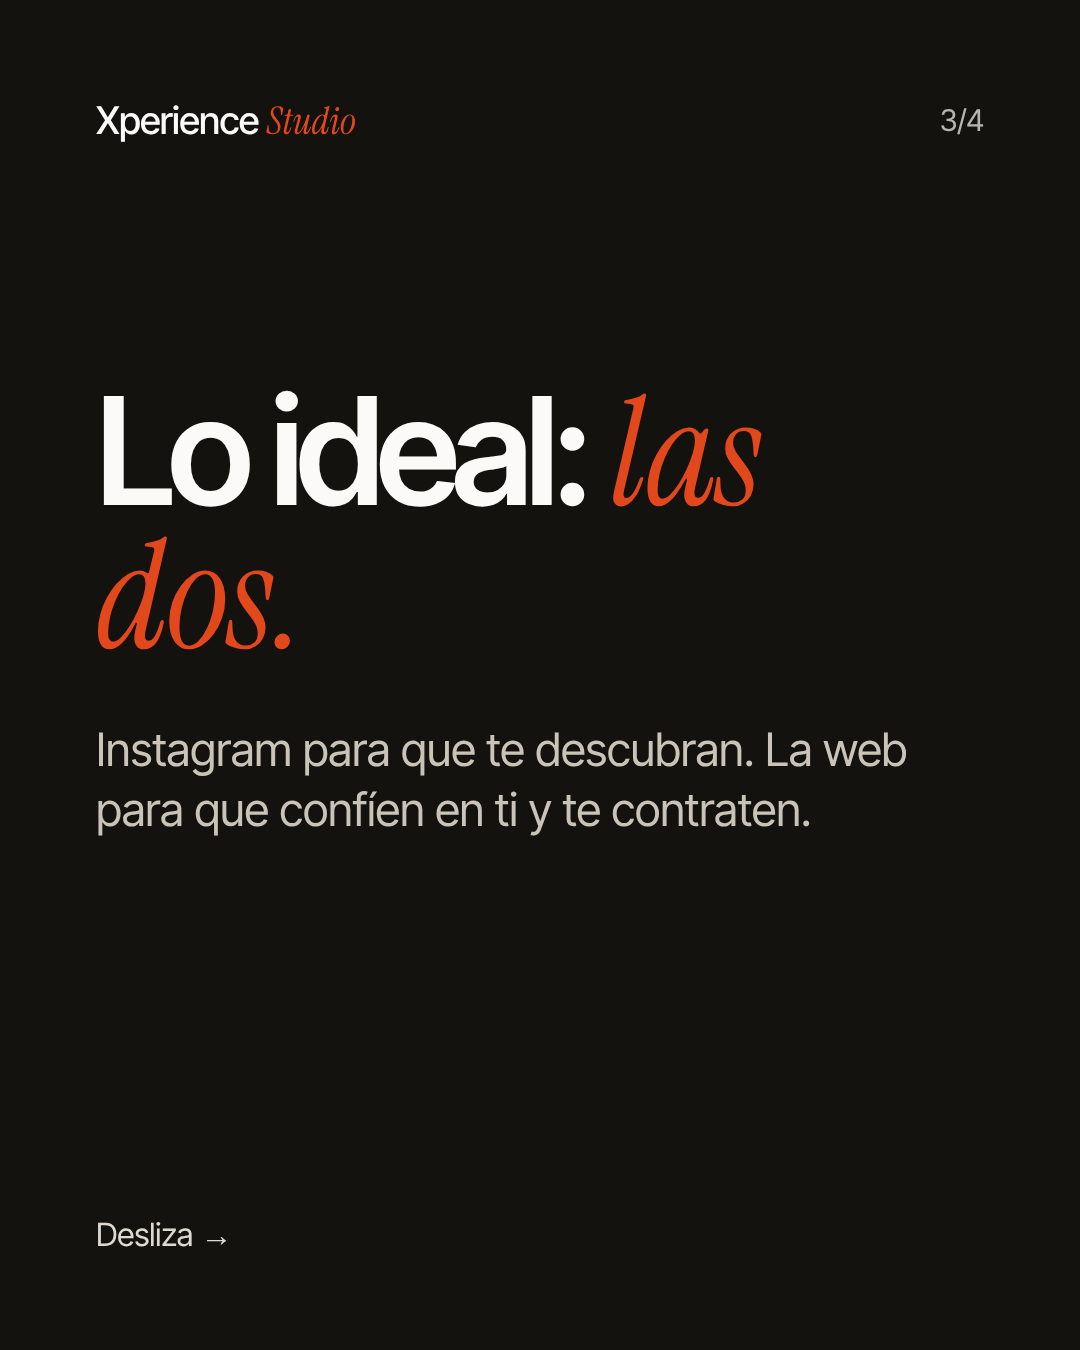 Xperience Studio
3/4
Lo ideal: las
dos.
Instagram para que te descubran. La web
para que confíen en ti y te contraten.
Desliza →